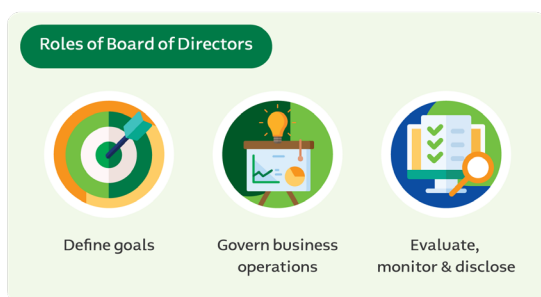 Roles of Board of Directors
Define goals
Govern business
operations
Evaluate,
monitor & disclose